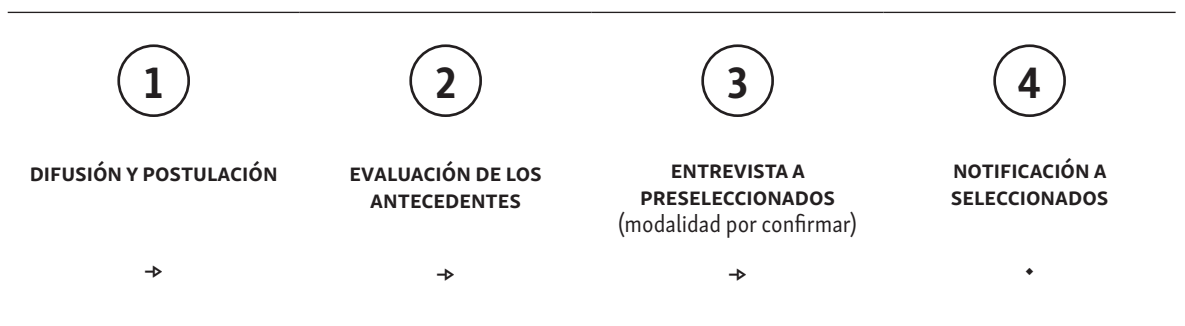 1
DIFUSIÓN Y POSTULACIÓN
2
EVALUACIÓN DE LOS
ANTECEDENTES
3
ENTREVISTA A
PRESELECCIONADOS
(modalidad por confirmar)
4
NOTIFICACIÓN A
SELECCIONADOS